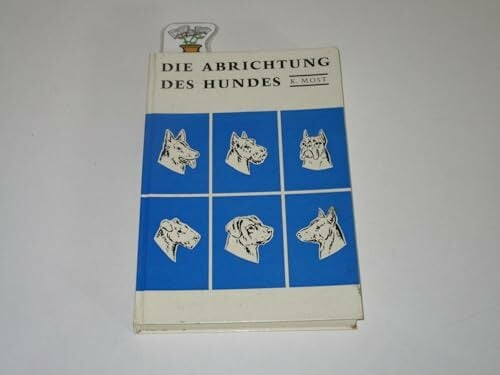 DIE ABRICHTUNG
DES HUNDES K. MOST